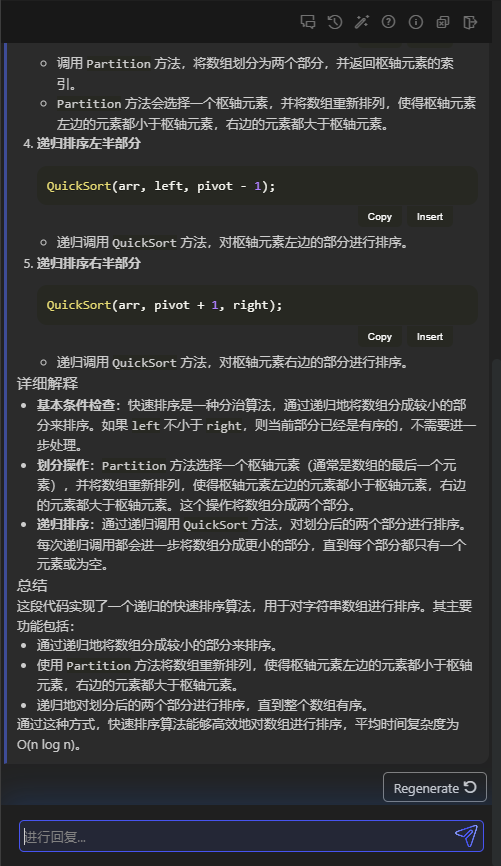 调用 Partition 方法，将数组划分为两个部分，并返回枢轴元素的索
引。
Partition 方法会选择一个枢轴元素，并将数组重新排列，使得枢轴元素
左边的元素都小于枢轴元素，右边的元素都大于枢轴元素。
4. 递归排序左半部分
QuickSort(arr, left, pivot - 1);
Copy Insert
递归调用 QuickSort 方法，对枢轴元素左边的部分进行排序。
5. 递归排序右半部分
QuickSort(arr, pivot + 1, right);
Copy Insert
递归调用 QuickSort 方法，对枢轴元素右边的部分进行排序。
详细解释
基本条件检查：快速排序是一种分治算法，通过递归地将数组分成较小的部
分来排序。如果 left 不小于 right，则当前部分已经是有序的，不需要进一
步处理。
划分操作：Partition 方法选择一个枢轴元素（通常是数组的最后一个元
素），并将数组重新排列，使得枢轴元素左边的元素都小于枢轴元素，右边
的元素都大于枢轴元素。这个操作将数组分成两个部分。
递归排序：通过递归调用 QuickSort 方法，对划分后的两个部分进行排序。
每次递归调用都会进一步将数组分成更小的部分，直到每个部分都只有一个
元素或为空。
总结
这段代码实现了一个递归的快速排序算法，用于对字符串数组进行排序。其主要
功能包括：
通过递归地将数组分成较小的部分来排序。
使用 Partition 方法将数组重新排列，使得枢轴元素左边的元素都小于枢轴
元素，右边的元素都大于枢轴元素。
递归地对划分后的两个部分进行排序，直到整个数组有序。
通过这种方式，快速排序算法能够高效地对数组进行排序，平均时间复杂度为
O(n log n)。
Regenerate
进行回复...